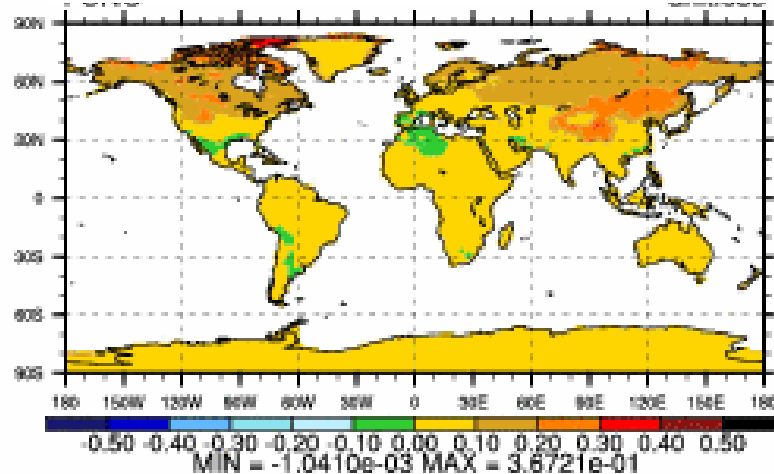 90N
60N
30N
0
30S
60S
90S
180 150W 120W 90W 60W 30W 0 30E 60E 90E 120E 150E 180
-0.50 -0.40 -0.30 -0.20 -0.10 0.00 0.10 0.20 0.30 0.40 0.50
MIN = -1.0410e-03 MAX = 3.6721e-01